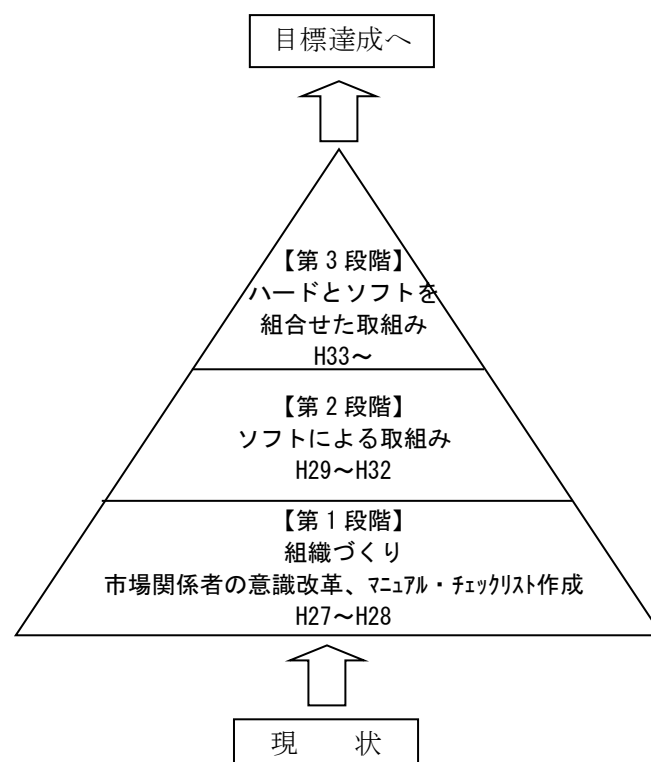 目標達成へ
【第３段階】
ハードとソフトを
組合せた取組み
H33～
【第２段階】
ソフトによる取組み
H29～H32
【第１段階】
組織づくり
市場関係者の意識改革、ﾏﾆｭｱﾙ・ﾁｪｯｸﾘｽﾄ作成
H27～H28
現　　状